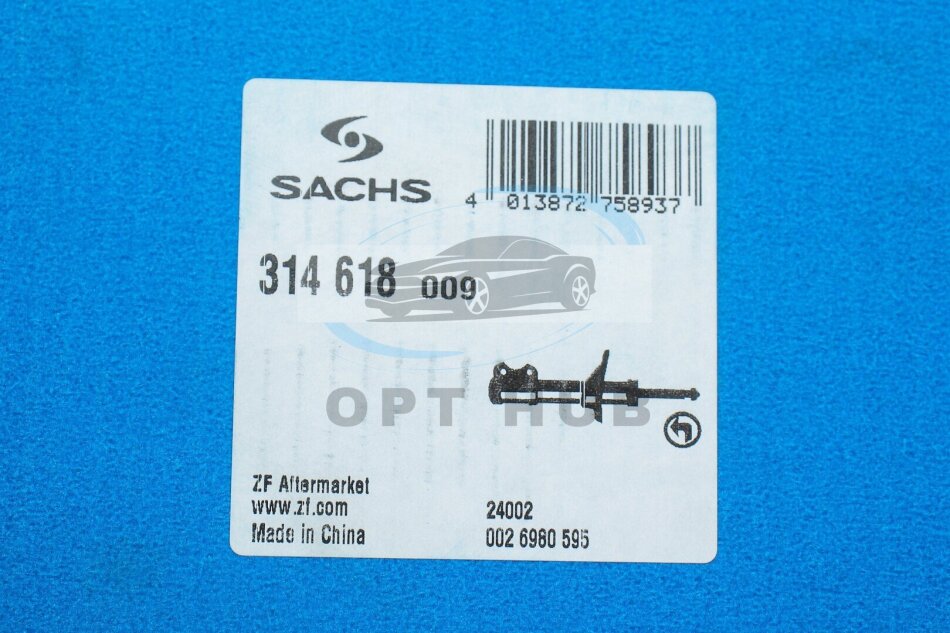 SACHS
4 013872 758937
314 618 009
OPT HUB
ZF Aftermarket
www.zf.com
Made in China
24002
002 6980 595